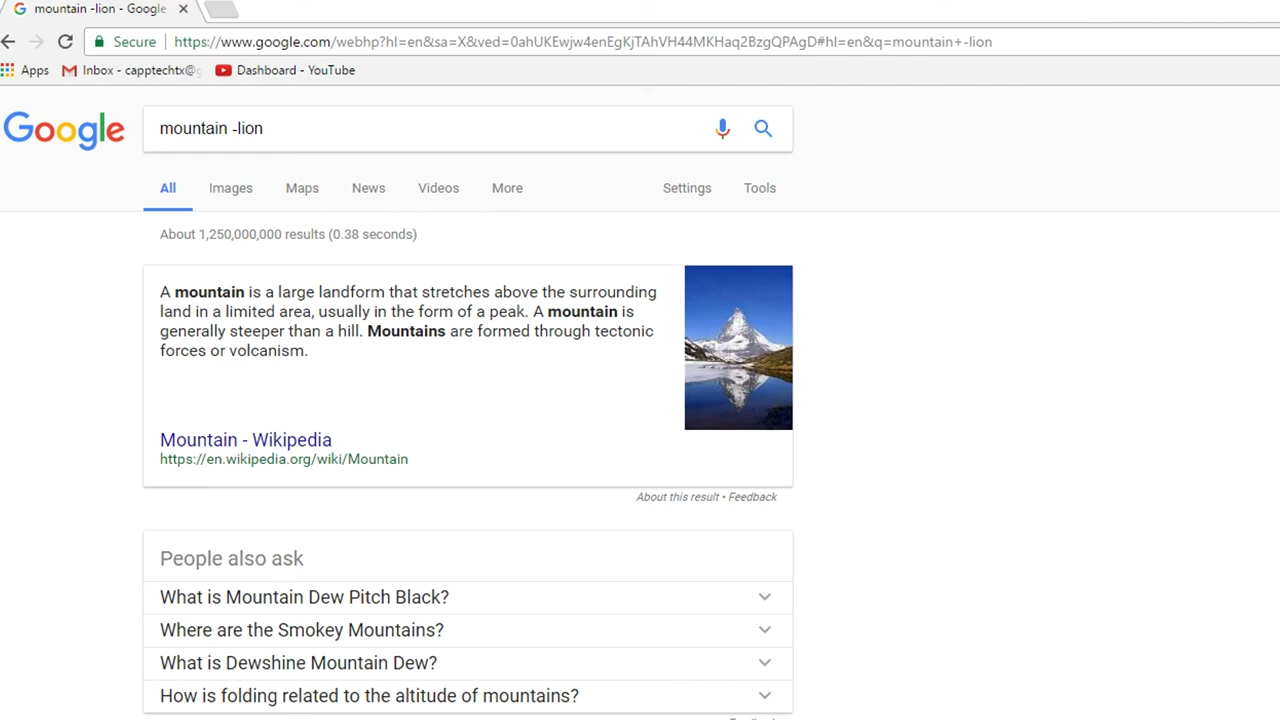 mountain -lion - Google
Secure https://www.google.com/webhp?hl=en&sa=X&ved=0ahUKEwjw4enEgKjTAhVH44MKHaq2BzgQPAgD#hl=en&q=mountain+-lion
Apps Inbox - capptechtx@ Dashboard - YouTube
Google mountain -lion
All Images Maps News Videos More Settings Tools
About 1,250,000,000 results (0.38 seconds)
A mountain is a large landform that stretches above the surrounding
land in a limited area, usually in the form of a peak. A mountain is
generally steeper than a hill. Mountains are formed through tectonic
forces or volcanism.
Mountain - Wikipedia
https://en.wikipedia.org/wiki/Mountain
About this result • Feedback
People also ask
What is Mountain Dew Pitch Black?
Where are the Smokey Mountains?
What is Dewshine Mountain Dew?
How is folding related to the altitude of mountains?